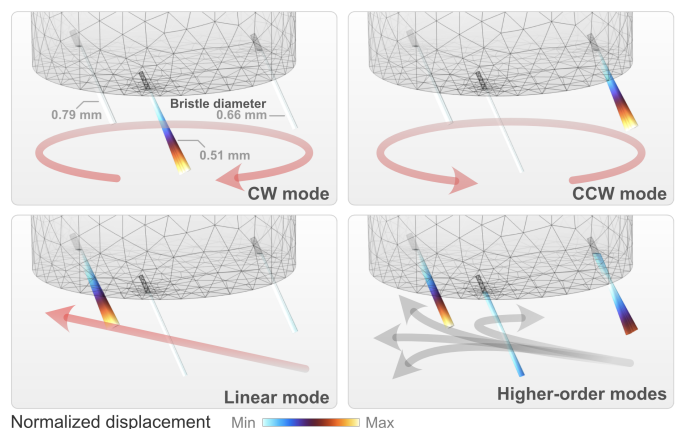 Bristle diameter
0.79 mm
0.66 mm
0.51 mm
CW mode
CCW mode
Linear mode
Higher-order modes
Normalized displacement Min Max